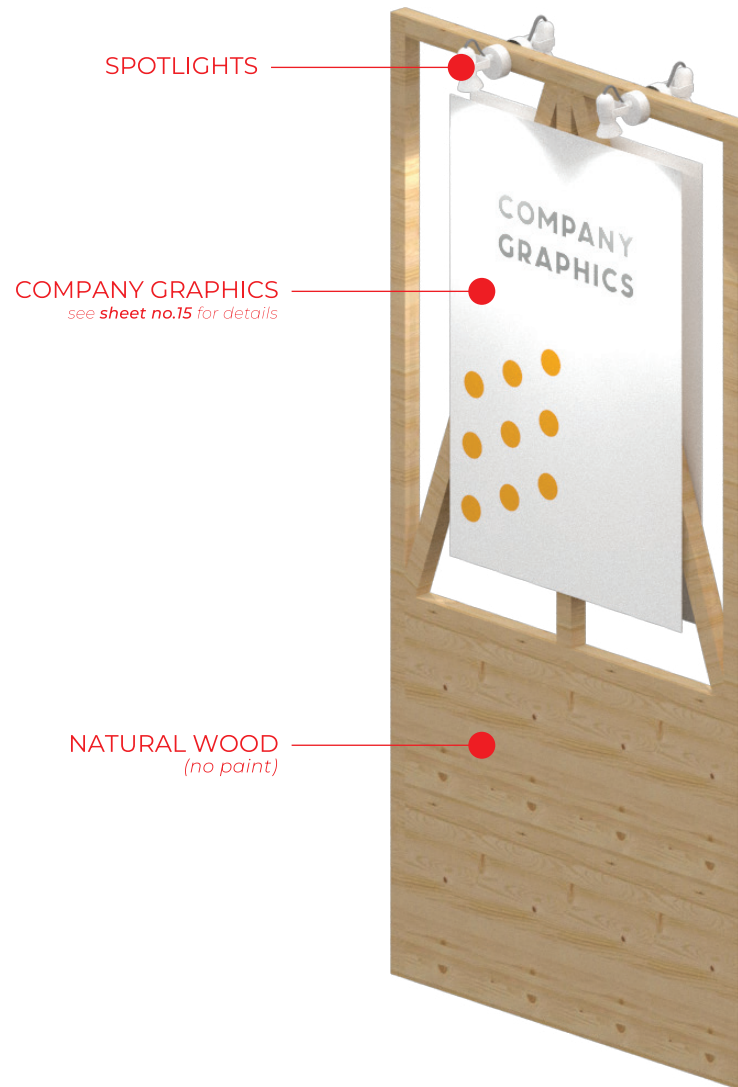 SPOTLIGHTS
COMPANY
GRAPHICS
COMPANY GRAPHICS
see sheet no.15 for details
NATURAL WOOD
(no paint)